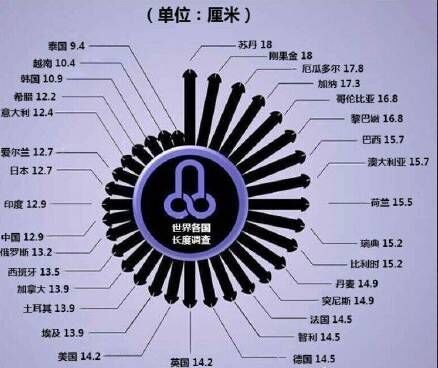 （单位：厘米）
苏丹 18
刚果金 18
厄瓜多尔 17.8
加纳 17.3
哥伦比亚 16.8
黎巴嫩 16.8
巴西 15.7
澳大利亚 15.7
荷兰 15.5
瑞典 15.2
比利时 15.2
丹麦 14.9
突尼斯 14.9
法国 14.5
智利 14.5
德国 14.5
英国 14.2
美国 14.2
埃及 13.9
土耳其 13.9
加拿大 13.9
西班牙 13.5
俄罗斯 13.2
中国 12.9
印度 12.9
日本 12.7
爱尔兰 12.7
意大利 12.4
希腊 12.2
韩国 10.9
越南 10.4
泰国 9.4
世界各国
长度调查